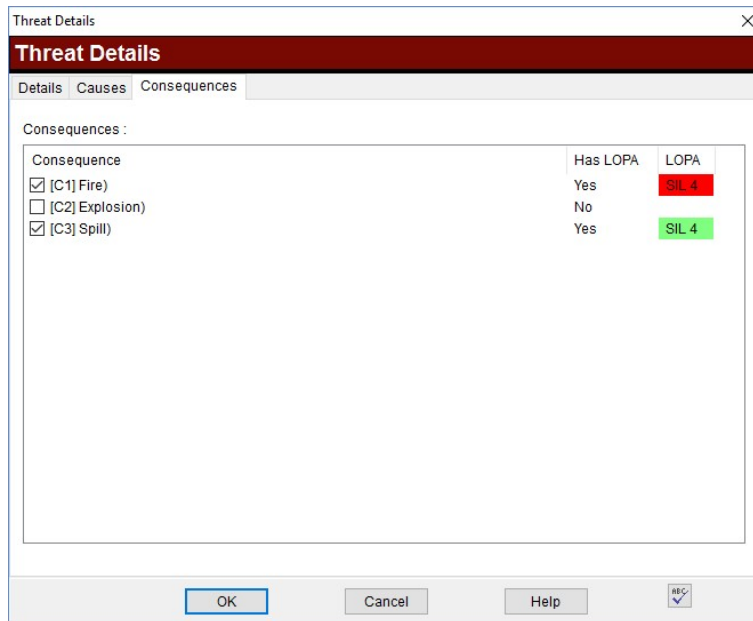 Threat Details
Threat Details
Details Causes Consequences
Consequences :
Consequence Has LOPA LOPA
[C1] Fire) Yes SIL 4
[C2] Explosion) No
[C3] Spill) Yes SIL 4
OK Cancel Help ABC